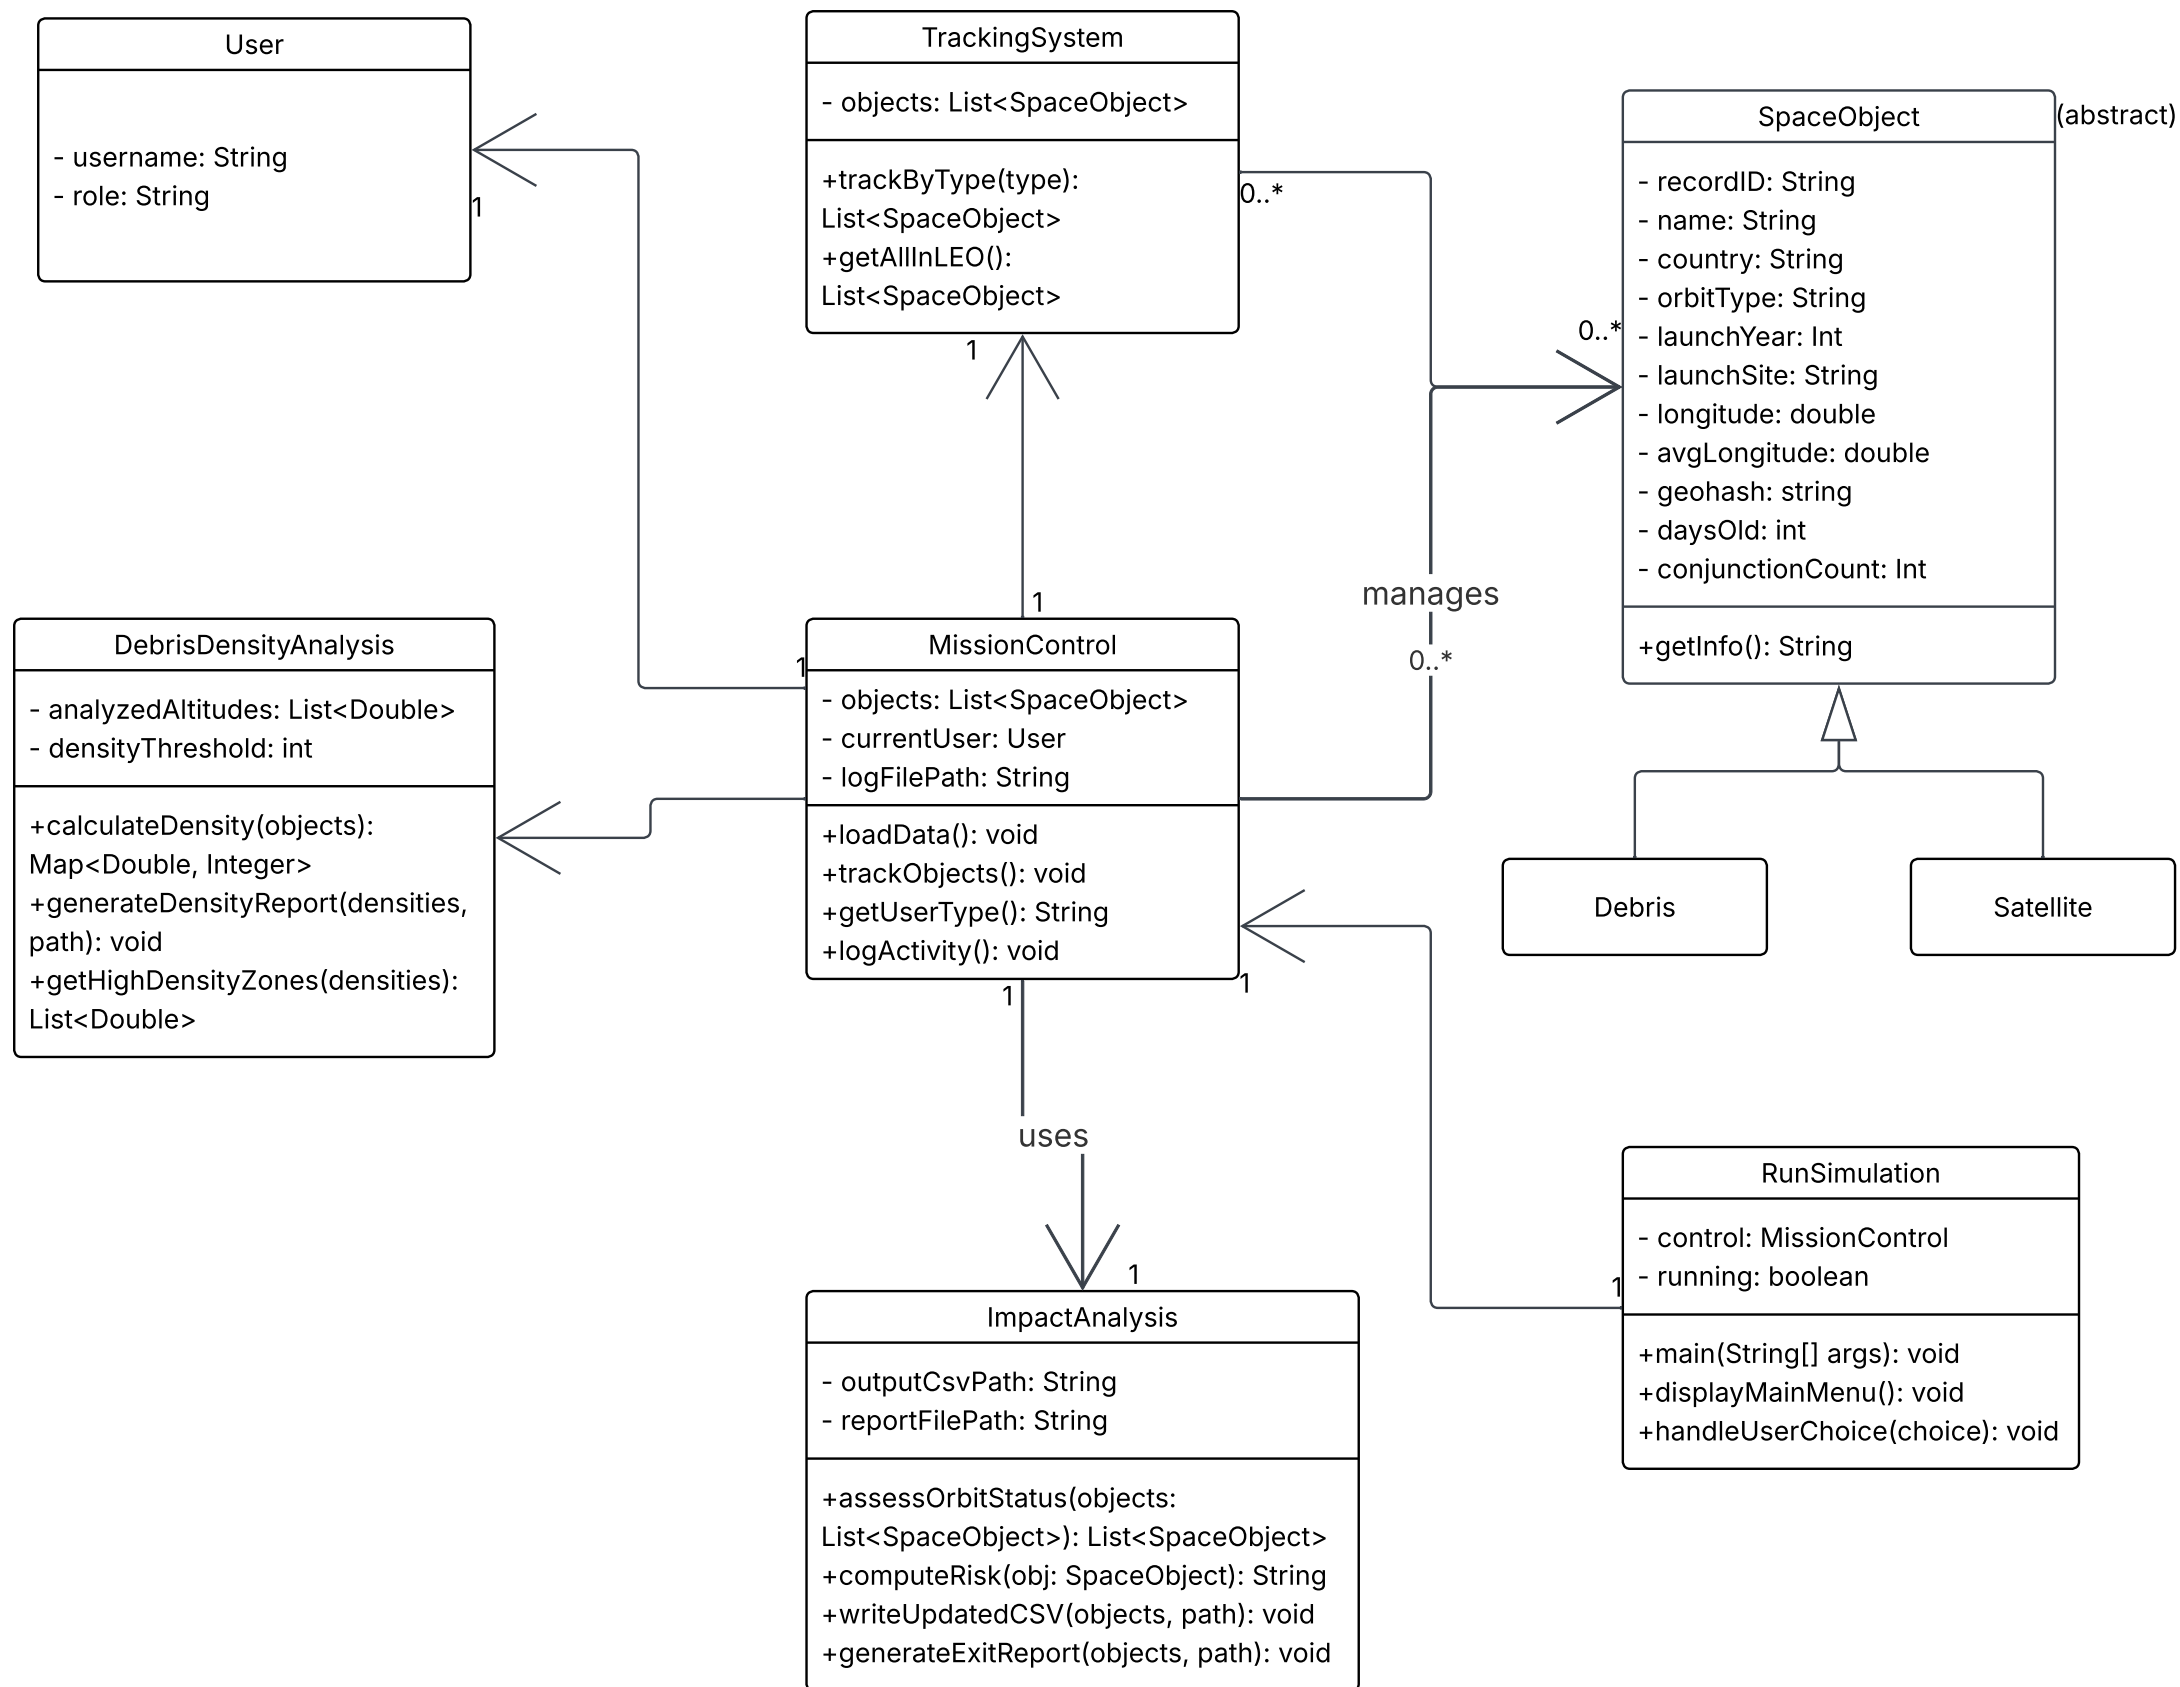 User
- username: String
- role: String
1
TrackingSystem
- objects: List<SpaceObject>
+trackByType(type):
List<SpaceObject>
+getAllInLEO():
List<SpaceObject>
0..*
1
SpaceObject
(abstract)
- recordID: String
- name: String
- country: String
- orbitType: String
- launchYear: Int
- launchSite: String
- longitude: double
- avgLongitude: double
- geohash: string
- daysOld: int
- conjunctionCount: Int
+getInfo(): String
0..*
manages
0..*
DebrisDensityAnalysis
- analyzedAltitudes: List<Double>
- densityThreshold: int
+calculateDensity(objects):
Map<Double, Integer>
+generateDensityReport(densities,
path): void
+getHighDensityZones(densities):
List<Double>
1
1
MissionControl
- objects: List<SpaceObject>
- currentUser: User
- logFilePath: String
+loadData(): void
+trackObjects(): void
+getUserType(): String
+logActivity(): void
1
1
Debris
Satellite
uses
1
RunSimulation
- control: MissionControl
- running: boolean
+main(String[] args): void
+displayMainMenu(): void
+handleUserChoice(choice): void
1
ImpactAnalysis
- outputCsvPath: String
- reportFilePath: String
+assessOrbitStatus(objects:
List<SpaceObject>): List<SpaceObject>
+computeRisk(obj: SpaceObject): String
+writeUpdatedCSV(objects, path): void
+generateExitReport(objects, path): void